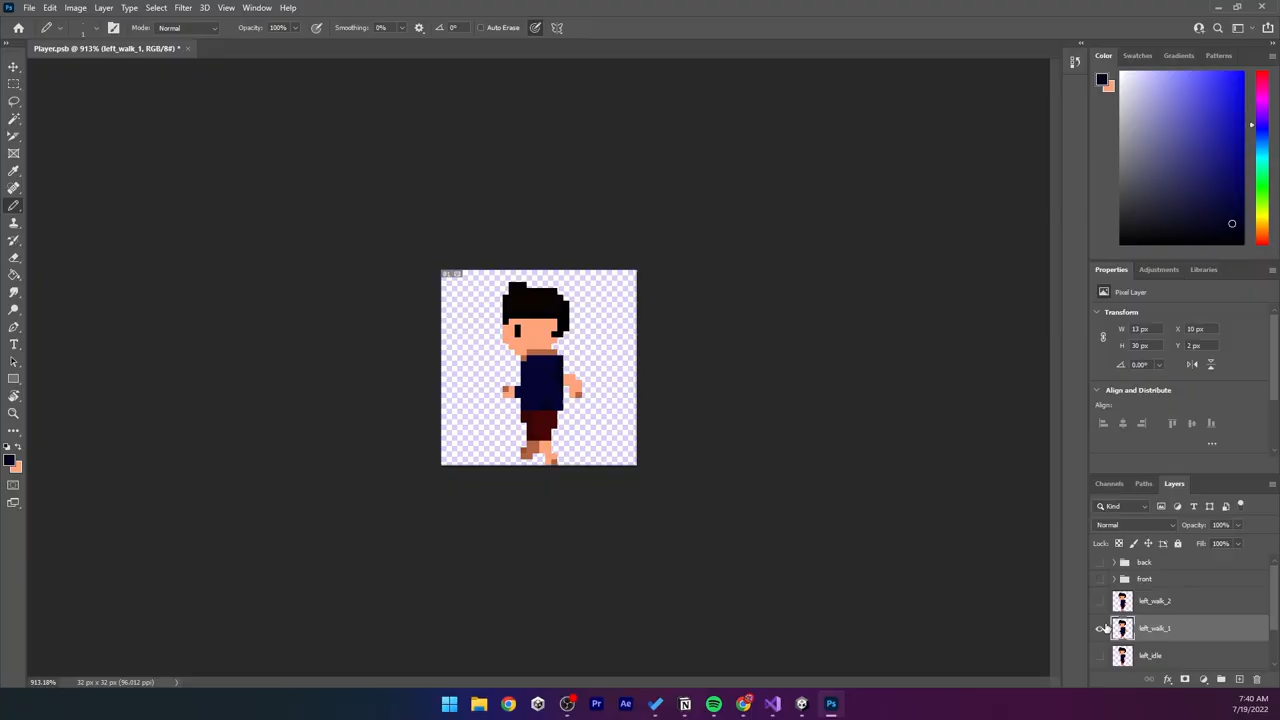 File Edit Image Layer Type Select Filter 3D View Window Help
Mode: Normal Opacity: 100% Smoothing: 0% 0° Auto Erase
Player.psb @ 913% (left_walk_1, RGB/8#) *
Color Swatches Gradients Patterns
Properties Adjustments Libraries
Pixel Layer
Transform
W 13 px X 10 px
H 30 px Y 2 px
0.00°
Align and Distribute
Align:
Channels Paths Layers
Kind
Normal Opacity: 100%
Lock: Fill: 100%
back
front
left_walk_2
left_walk_1
left_idle
913.18% 32 px x 32 px (96.012 ppi)
7:40 AM
7/19/2022